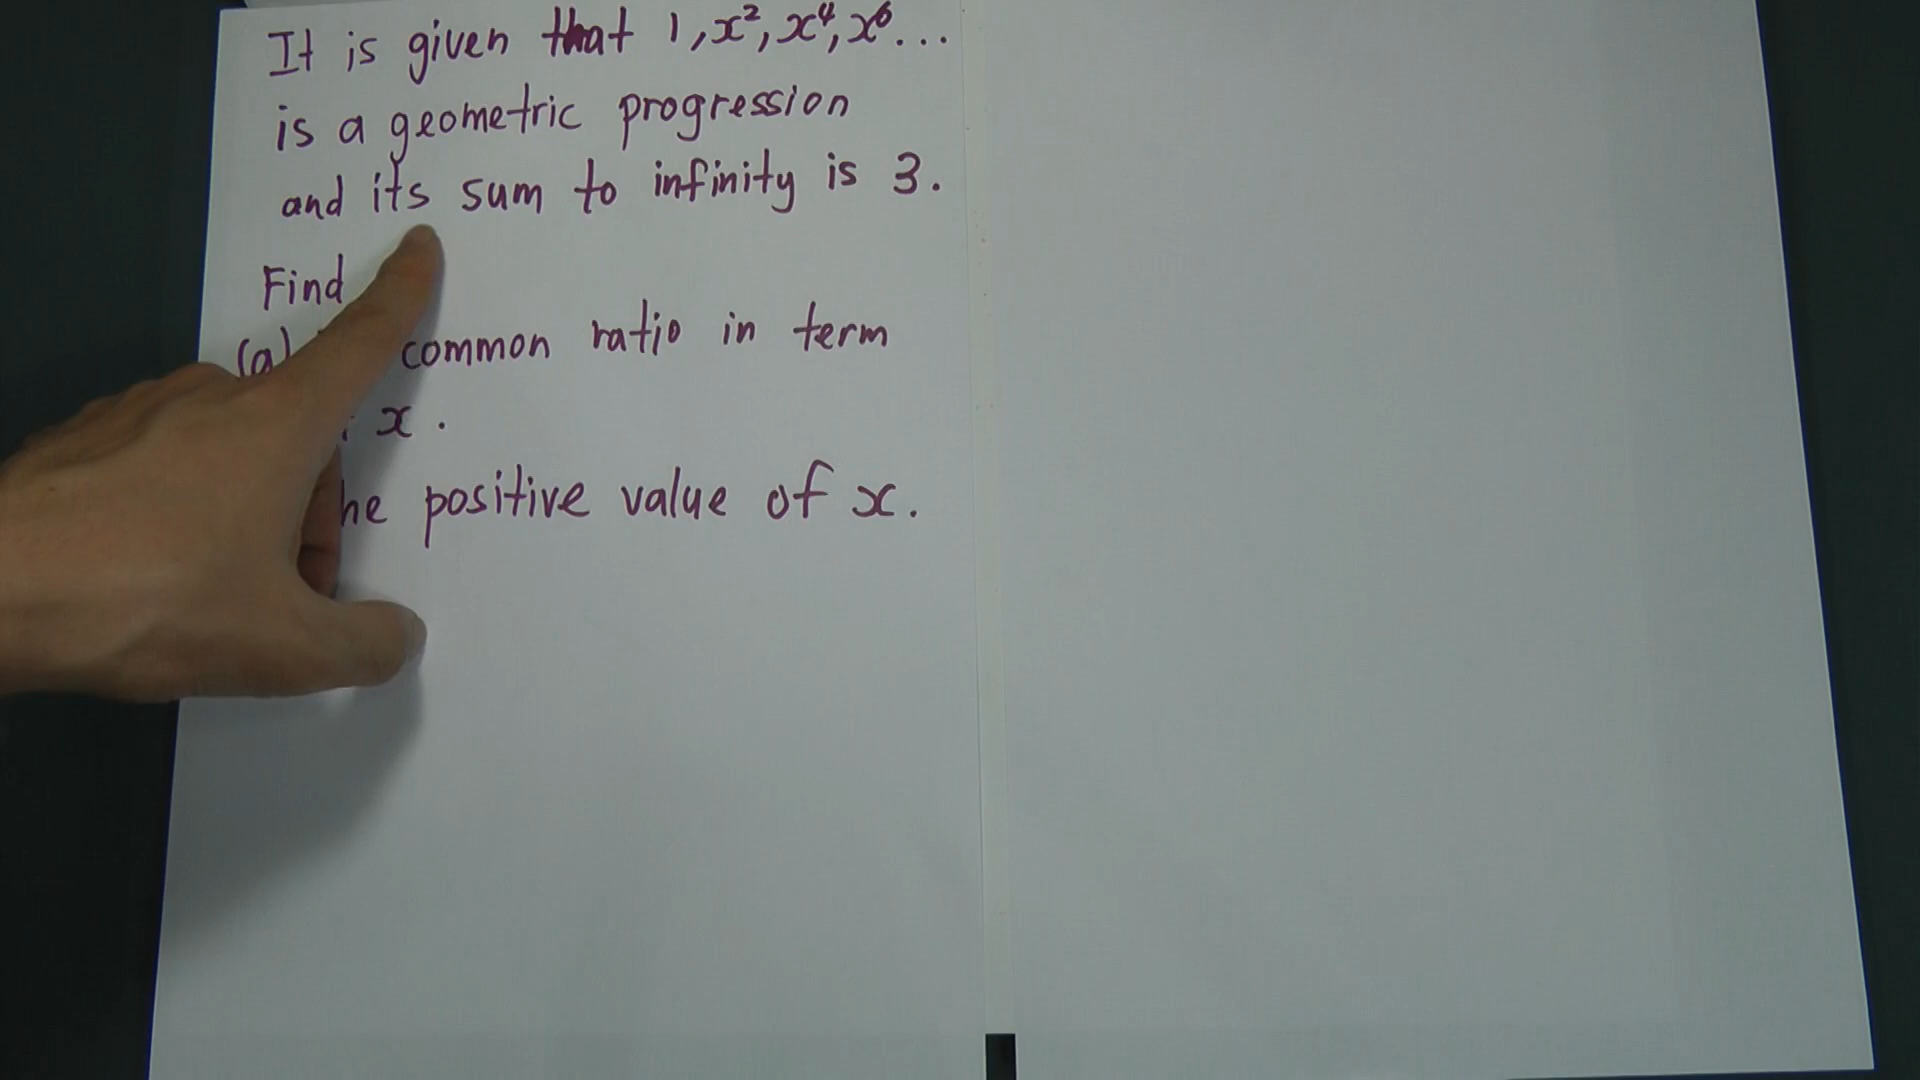 It is given that 1, x², x⁴, x⁶...
is a geometric progression
and its sum to infinity is 3.
Find
(a) common ratio in term
x.
positive value of x.